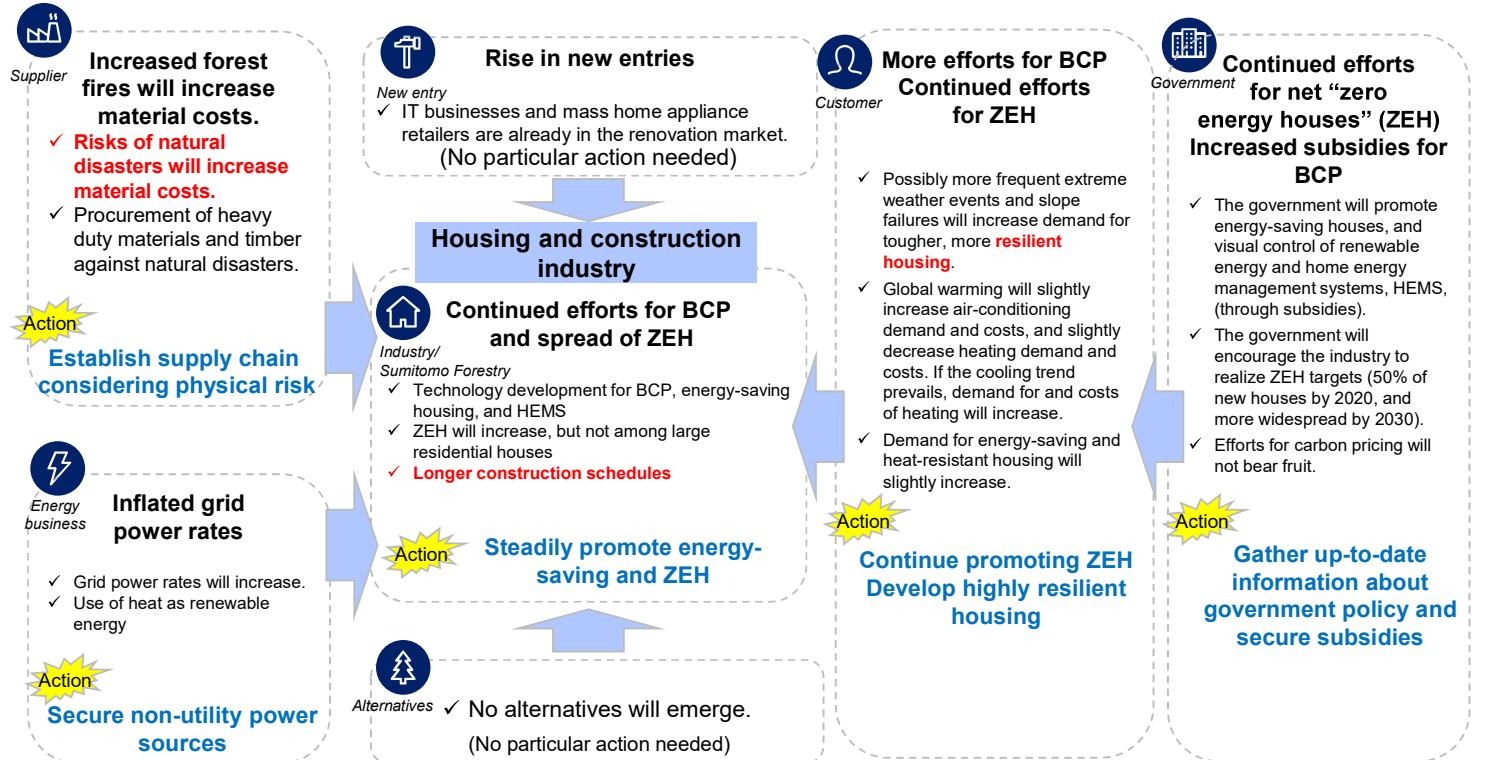 Supplier
Increased forest
fires will increase
material costs.
✓ Risks of natural
disasters will increase
material costs.
✓ Procurement of heavy
duty materials and timber
against natural disasters.
Action
Establish supply chain
considering physical risk
Energy
business
Inflated grid
power rates
✓ Grid power rates will increase.
✓ Use of heat as renewable
energy
Action
Secure non-utility power
sources
New entry
Rise in new entries
✓ IT businesses and mass home appliance
retailers are already in the renovation market.
(No particular action needed)
Housing and construction
industry
Industry/
Sumitomo Forestry
Continued efforts for BCP
and spread of ZEH
✓ Technology development for BCP, energy-saving
housing, and HEMS
✓ ZEH will increase, but not among large
residential houses
✓ Longer construction schedules
Action
Steadily promote energy-
saving and ZEH
Alternatives
✓ No alternatives will emerge.
(No particular action needed)
Customer
More efforts for BCP
Continued efforts
for ZEH
✓ Possibly more frequent extreme
weather events and slope
failures will increase demand for
tougher, more resilient
housing.
✓ Global warming will slightly
increase air-conditioning
demand and costs, and slightly
decrease heating demand and
costs. If the cooling trend
prevails, demand for and costs
of heating will increase.
✓ Demand for energy-saving and
heat-resistant housing will
slightly increase.
Action
Continue promoting ZEH
Develop highly resilient
housing
Government
Continued efforts
for net “zero
energy houses” (ZEH)
Increased subsidies for
BCP
✓ The government will promote
energy-saving houses, and
visual control of renewable
energy and home energy
management systems, HEMS,
(through subsidies).
✓ The government will
encourage the industry to
realize ZEH targets (50% of
new houses by 2020, and
more widespread by 2030).
✓ Efforts for carbon pricing will
not bear fruit.
Action
Gather up-to-date
information about
government policy and
secure subsidies